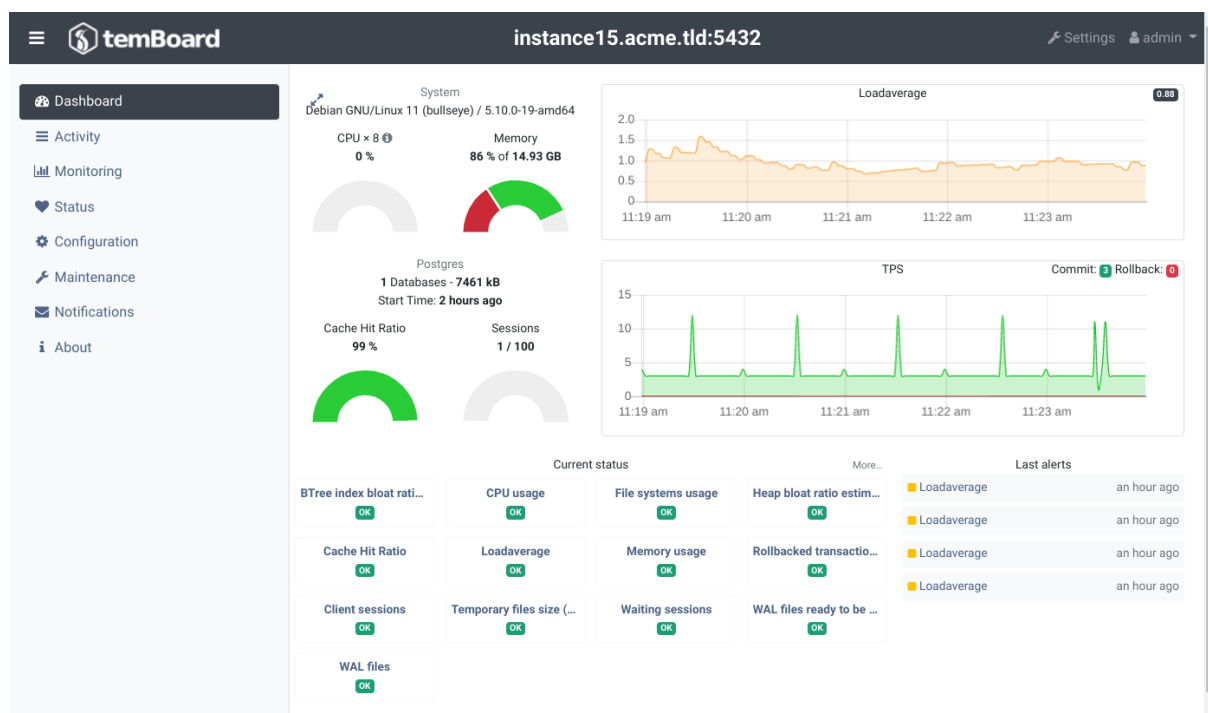 temBoard
instance15.acme.tld:5432
Settings
admin
Dashboard
Activity
Monitoring
Status
Configuration
Maintenance
Notifications
About
System
Debian GNU/Linux 11 (bullseye) / 5.10.0-19-amd64
CPU × 8
0 %
Memory
86 % of 14.93 GB
Postgres
1 Databases - 7461 kB
Start Time: 2 hours ago
Cache Hit Ratio
99 %
Sessions
1 / 100
Loadaverage
0.88
2.0
1.5
1.0
0.5
0
11:19 am 11:20 am 11:21 am 11:22 am 11:23 am
TPS
Commit: 3 Rollback: 0
15
10
5
0
11:19 am 11:20 am 11:21 am 11:22 am 11:23 am
Current status
More...
BTree index bloat rati...
OK
CPU usage
OK
File systems usage
OK
Heap bloat ratio estim...
OK
Cache Hit Ratio
OK
Loadaverage
OK
Memory usage
OK
Rollbacked transactio...
OK
Client sessions
OK
Temporary files size (...
OK
Waiting sessions
OK
WAL files ready to be ...
OK
WAL files
OK
Last alerts
Loadaverage an hour ago
Loadaverage an hour ago
Loadaverage an hour ago
Loadaverage an hour ago